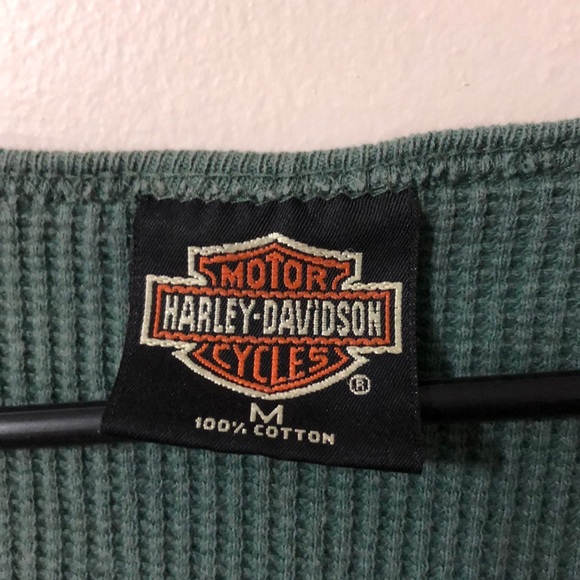 MOTOR
HARLEY-DAVIDSON
CYCLES
®
M
100% COTTON